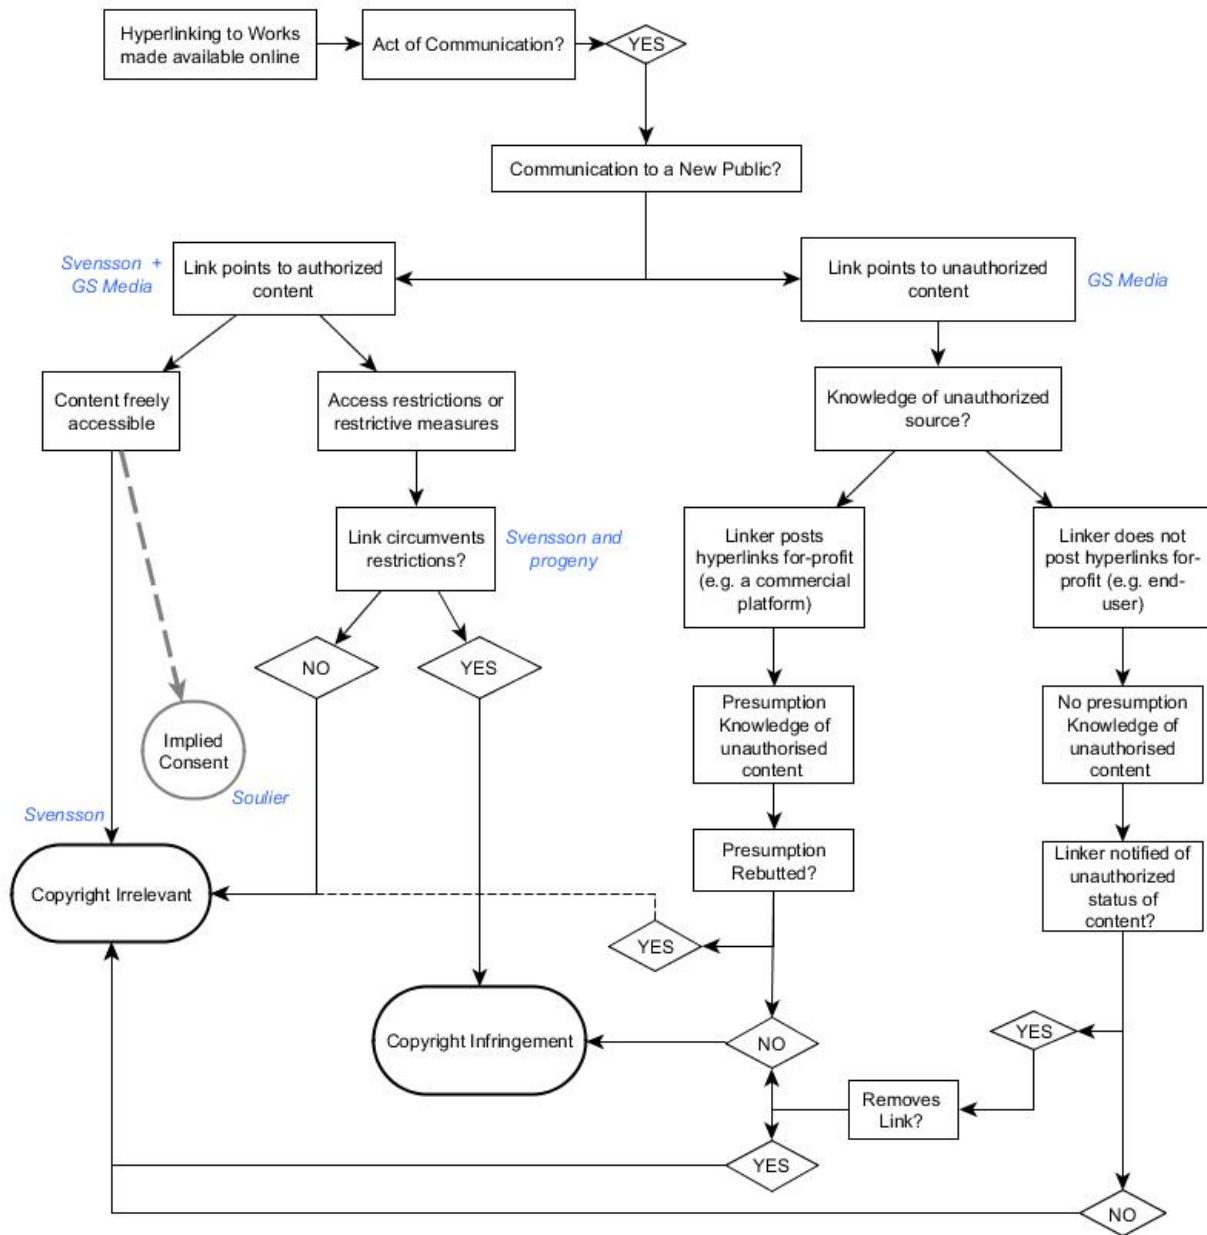 Hyperlinking to Works
made available online
Act of Communication?
YES
Communication to a New Public?
Svensson +
GS Media
Link points to authorized
content
Link points to unauthorized
content
GS Media
Content freely
accessible
Access restrictions or
restrictive measures
Knowledge of unauthorized
source?
Link circumvents
restrictions?
Svensson and
progeny
Linker posts
hyperlinks for-profit
(e.g. a commercial
platform)
Linker does not
post hyperlinks for-
profit (e.g. end-
user)
NO
YES
Presumption
Knowledge of
unauthorised
content
No presumption
Knowledge of
unauthorised
content
Implied
Consent
Soulier
Svensson
Presumption
Rebutted?
Linker notified of
unauthorized
status of
content?
Copyright Irrelevant
YES
Copyright Infringement
NO
YES
Removes
Link?
YES
NO